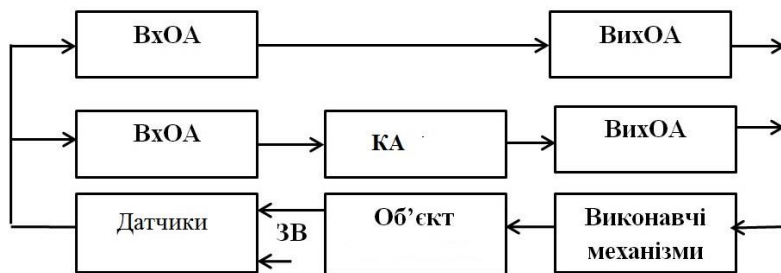 ВхОА
ВихОА
ВхОА
КА
ВихОА
Датчики
ЗВ
Об’єкт
Виконавчі
механізми